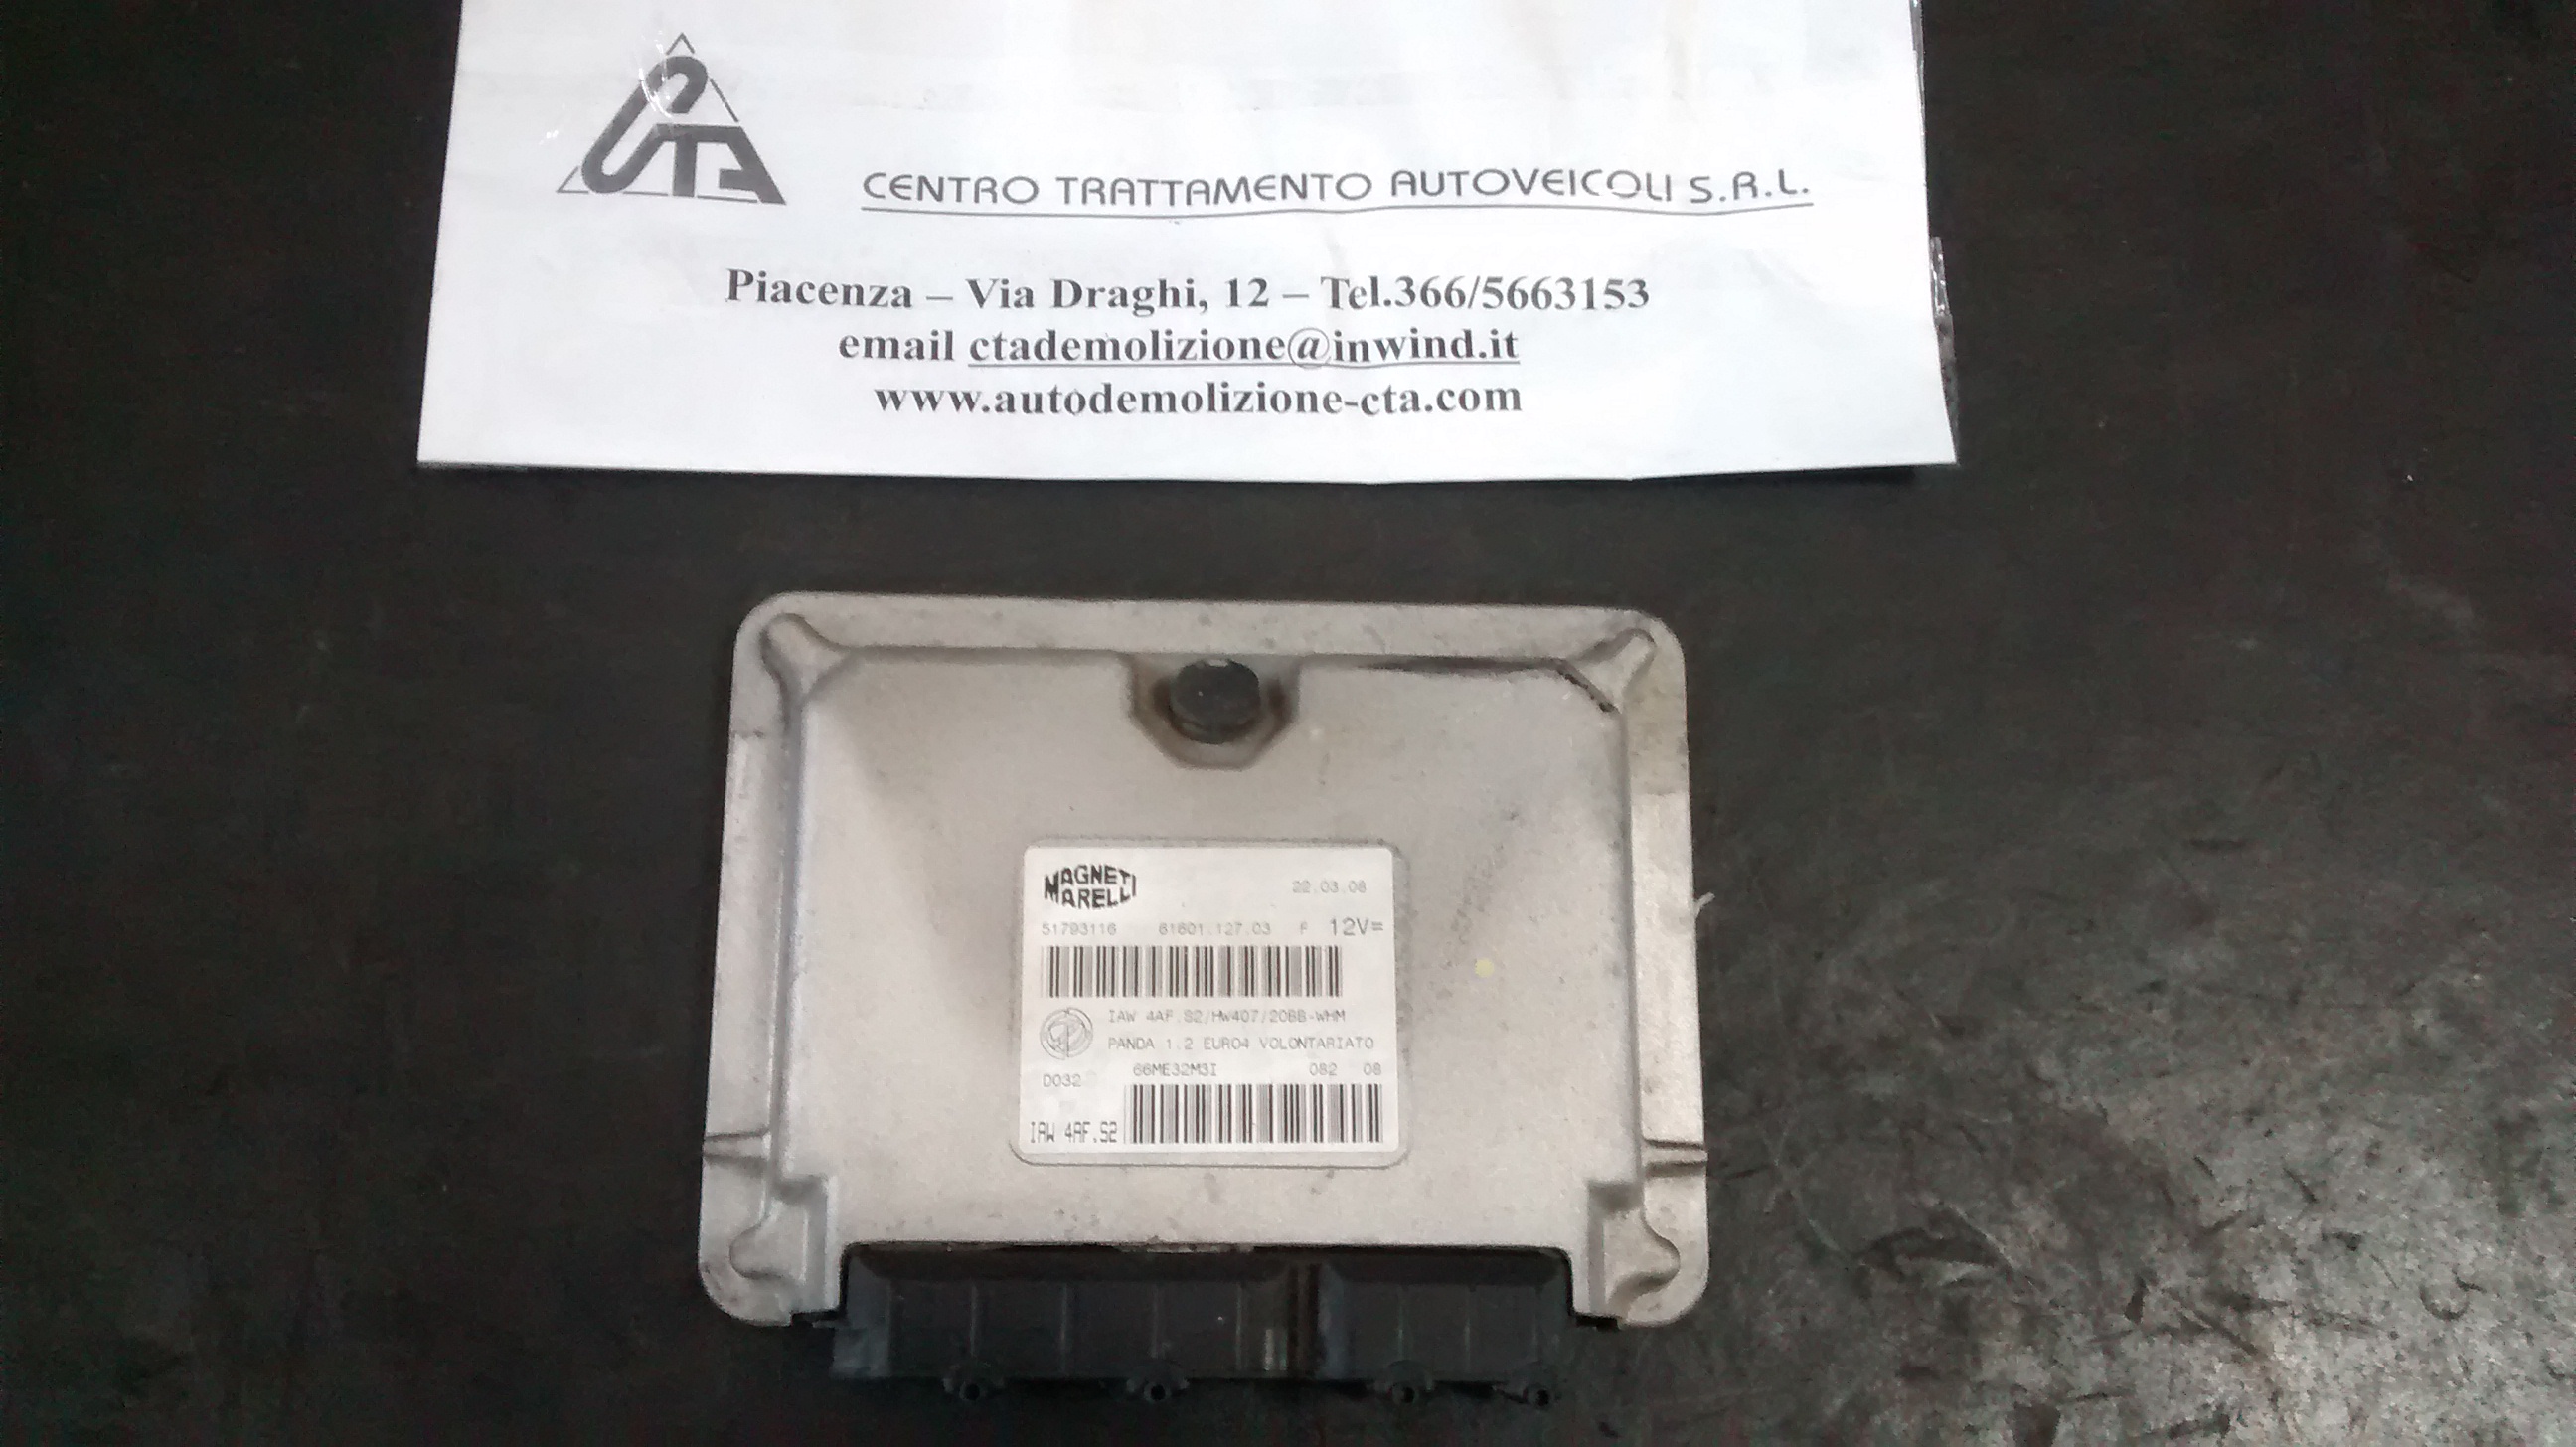 CTA
CENTRO TRATTAMENTO AUTOVEICOLI S.R.L.
Piacenza – Via Draghi, 12 – Tel.366/5663153
email ctademolizione@inwind.it
www.autodemolizione-cta.com
MAGNETI
MARELLI
22.03.08
51793116 61601.127.03 F 12V=
IAW 4AF.S2/HW407/206B-WHM
PANDA 1.2 EURO4 VOLONTARIATO
66ME32M3I 082 08
D032
IAW 4AF.S2